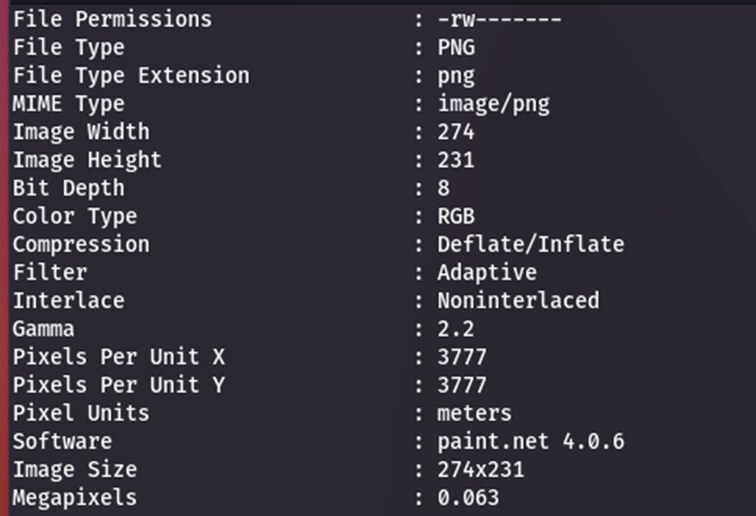 File Permissions : -rw-------
File Type : PNG
File Type Extension : png
MIME Type : image/png
Image Width : 274
Image Height : 231
Bit Depth : 8
Color Type : RGB
Compression : Deflate/Inflate
Filter : Adaptive
Interlace : Noninterlaced
Gamma : 2.2
Pixels Per Unit X : 3777
Pixels Per Unit Y : 3777
Pixel Units : meters
Software : paint.net 4.0.6
Image Size : 274x231
Megapixels : 0.063